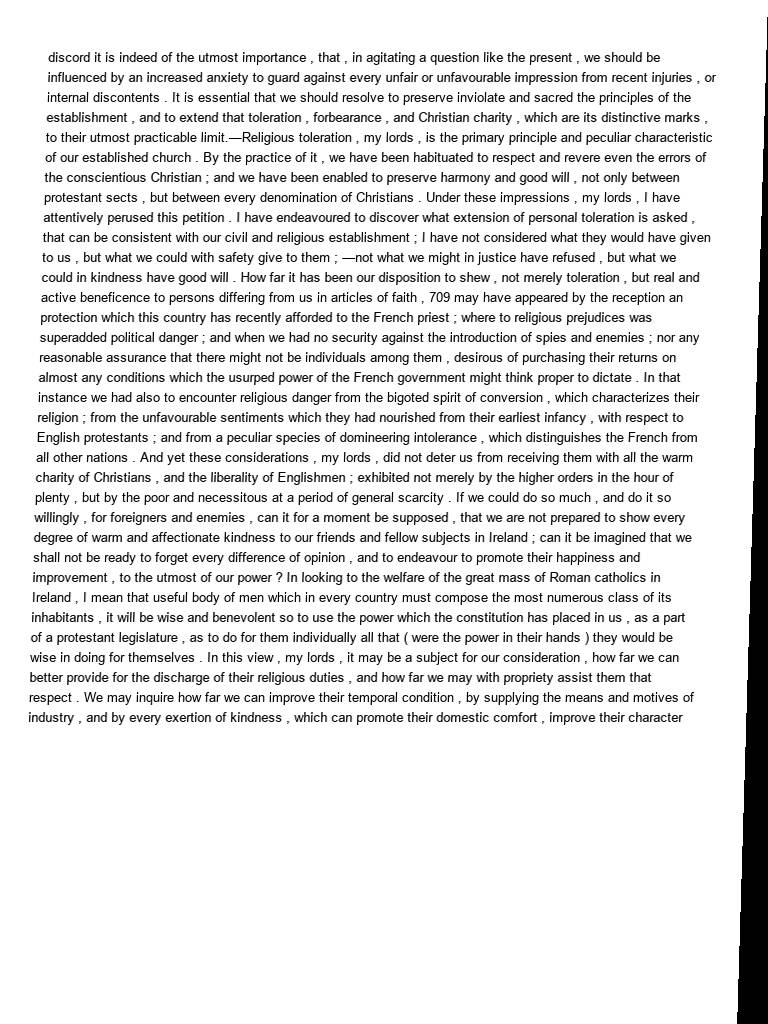 discord it is indeed of the utmost importance , that , in agitating a question like the present , we should be
influenced by an increased anxiety to guard against every unfair or unfavourable impression from recent injuries , or
internal discontents . It is essential that we should resolve to preserve inviolate and sacred the principles of the
establishment , and to extend that toleration , forbearance , and Christian charity , which are its distinctive marks ,
to their utmost practicable limit.—Religious toleration , my lords , is the primary principle and peculiar characteristic
of our established church . By the practice of it , we have been habituated to respect and revere even the errors of
the conscientious Christian ; and we have been enabled to preserve harmony and good will , not only between
protestant sects , but between every denomination of Christians . Under these impressions , my lords , I have
attentively perused this petition . I have endeavoured to discover what extension of personal toleration is asked ,
that can be consistent with our civil and religious establishment ; I have not considered what they would have given
to us , but what we could with safety give to them ; —not what we might in justice have refused , but what we
could in kindness have good will . How far it has been our disposition to shew , not merely toleration , but real and
active beneficence to persons differing from us in articles of faith , 709 may have appeared by the reception an
protection which this country has recently afforded to the French priest ; where to religious prejudices was
superadded political danger ; and when we had no security against the introduction of spies and enemies ; nor any
reasonable assurance that there might not be individuals among them , desirous of purchasing their returns on
almost any conditions which the usurped power of the French government might think proper to dictate . In that
instance we had also to encounter religious danger from the bigoted spirit of conversion , which characterizes their
religion ; from the unfavourable sentiments which they had nourished from their earliest infancy , with respect to
English protestants ; and from a peculiar species of domineering intolerance , which distinguishes the French from
all other nations . And yet these considerations , my lords , did not deter us from receiving them with all the warm
charity of Christians , and the liberality of Englishmen ; exhibited not merely by the higher orders in the hour of
plenty , but by the poor and necessitous at a period of general scarcity . If we could do so much , and do it so
willingly , for foreigners and enemies , can it for a moment be supposed , that we are not prepared to show every
degree of warm and affectionate kindness to our friends and fellow subjects in Ireland ; can it be imagined that we
shall not be ready to forget every difference of opinion , and to endeavour to promote their happiness and
improvement , to the utmost of our power ? In looking to the welfare of the great mass of Roman catholics in
Ireland , I mean that useful body of men which in every country must compose the most numerous class of its
inhabitants , it will be wise and benevolent so to use the power which the constitution has placed in us , as a part
of a protestant legislature , as to do for them individually all that ( were the power in their hands ) they would be
wise in doing for themselves . In this view , my lords , it may be a subject for our consideration , how far we can
better provide for the discharge of their religious duties , and how far we may with propriety assist them that
respect . We may inquire how far we can improve their temporal condition , by supplying the means and motives of
industry , and by every exertion of kindness , which can promote their domestic comfort , improve their character